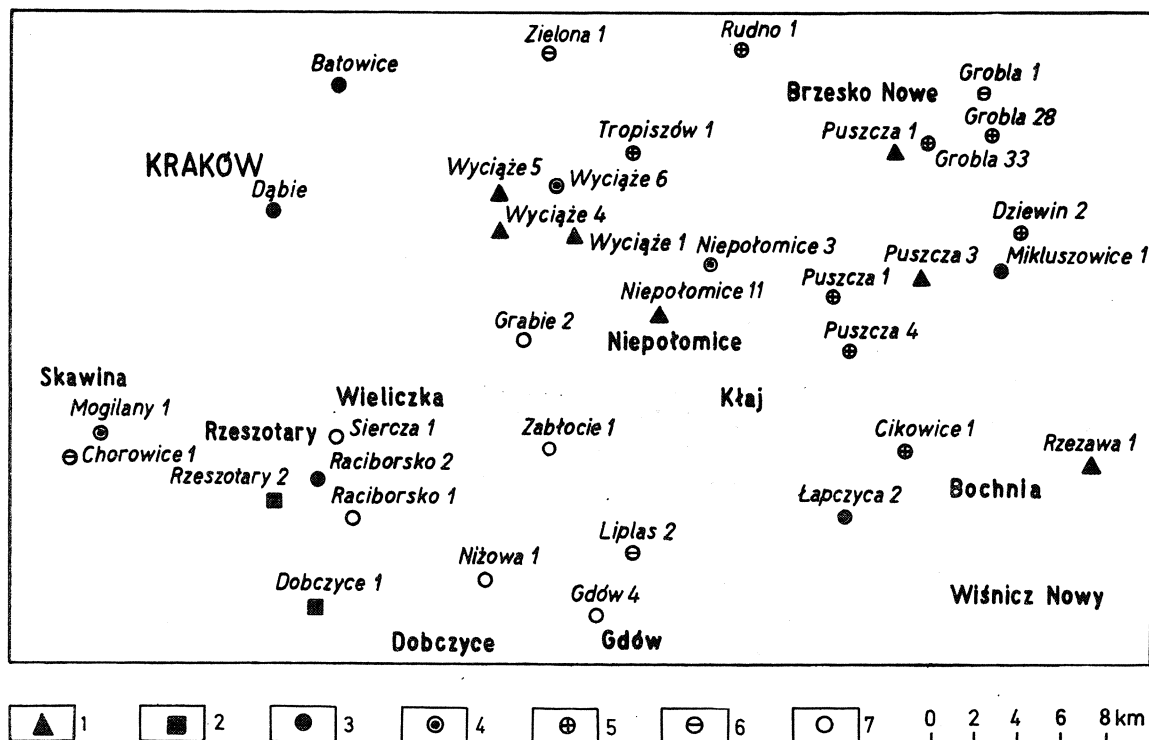 Zielona 1
Rudno 1
Batowice
Grobla 1
Brzesko Nowe
Grobla 28
Tropiszów 1
Puszcza 1
Grobla 33
KRAKÓW
Wyciąże 5
Wyciąże 6
Dąbie
Wyciąże 4
Dziewin 2
Wyciąże 1
Niepołomice 3
Puszcza 3
Mikluszowice 1
Puszcza 1
Niepołomice 11
Grabie 2
Niepołomice
Puszcza 4
Skawina
Wieliczka
Kłaj
Mogilany 1
Rzeszotary
Siercza 1
Zabłocie 1
Cikowice 1
Rzezawa 1
Chorowice 1
Raciborsko 2
Rzeszotary 2
Bochnia
Raciborsko 1
Łapczyca 2
Liplas 2
Niżowa 1
Dobczyce 1
Gdów 4
Wiśnicz Nowy
Dobczyce
Gdów
1 2 3 4 5 6 7 0 2 4 6 8 km